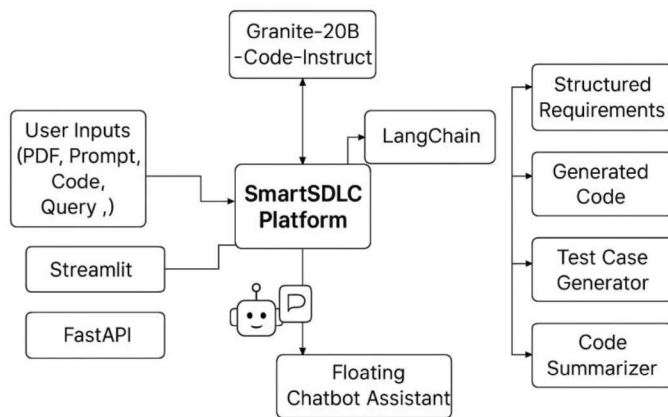 Granite-20B
-Code-Instruct
User Inputs
(PDF, Prompt,
Code,
Query ,)
LangChain
SmartSDLC
Platform
Streamlit
FastAPI
Floating
Chatbot Assistant
Structured
Requirements
Generated
Code
Test Case
Generator
Code
Summarizer